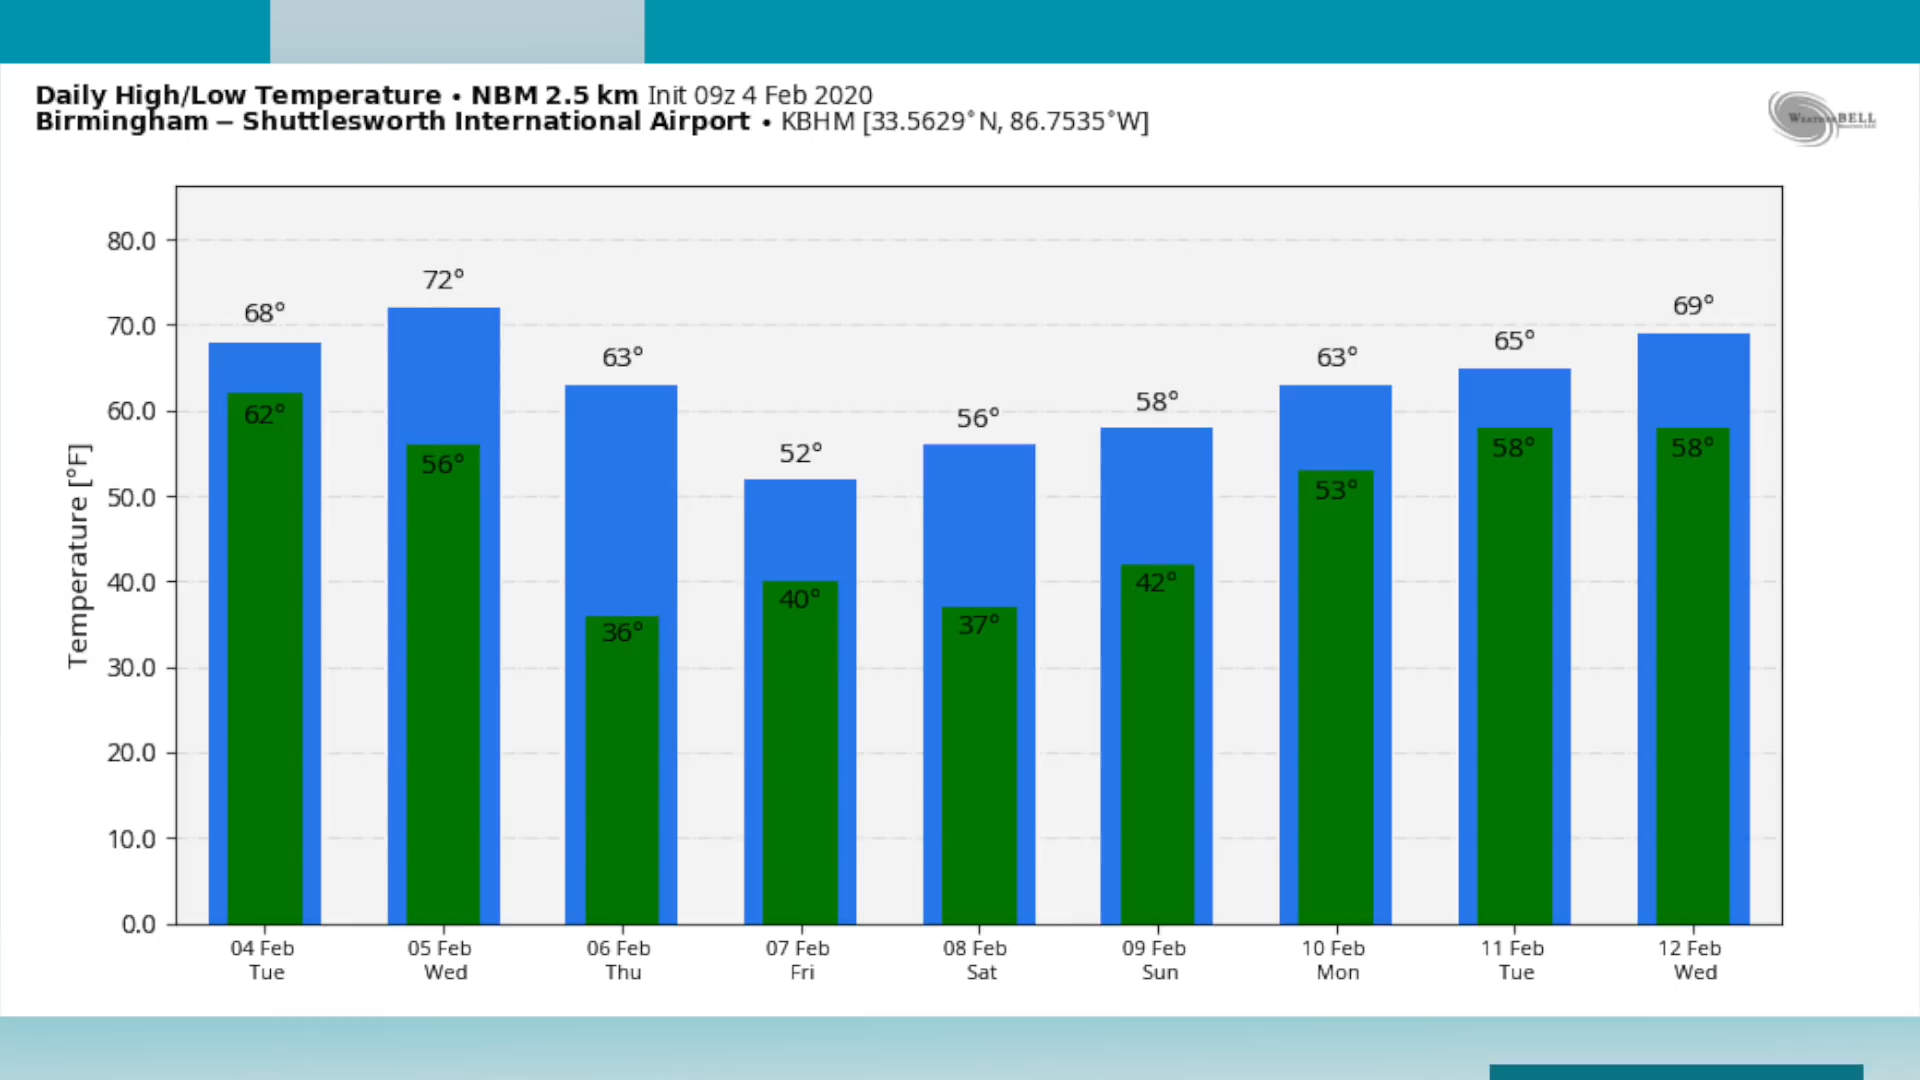 Daily High/Low Temperature • NBM 2.5 km Init 09z 4 Feb 2020
Birmingham — Shuttlesworth International Airport • KBHM [33.5629°N, 86.7535°W]
WEATHERBELL
Temperature [°F]
80.0
70.0
60.0
50.0
40.0
30.0
20.0
10.0
0.0
68° 72° 63° 52° 56° 58° 63° 65° 69°
62° 56° 36° 40° 37° 42° 53° 58° 58°
04 Feb 05 Feb 06 Feb 07 Feb 08 Feb 09 Feb 10 Feb 11 Feb 12 Feb
Tue Wed Thu Fri Sat Sun Mon Tue Wed